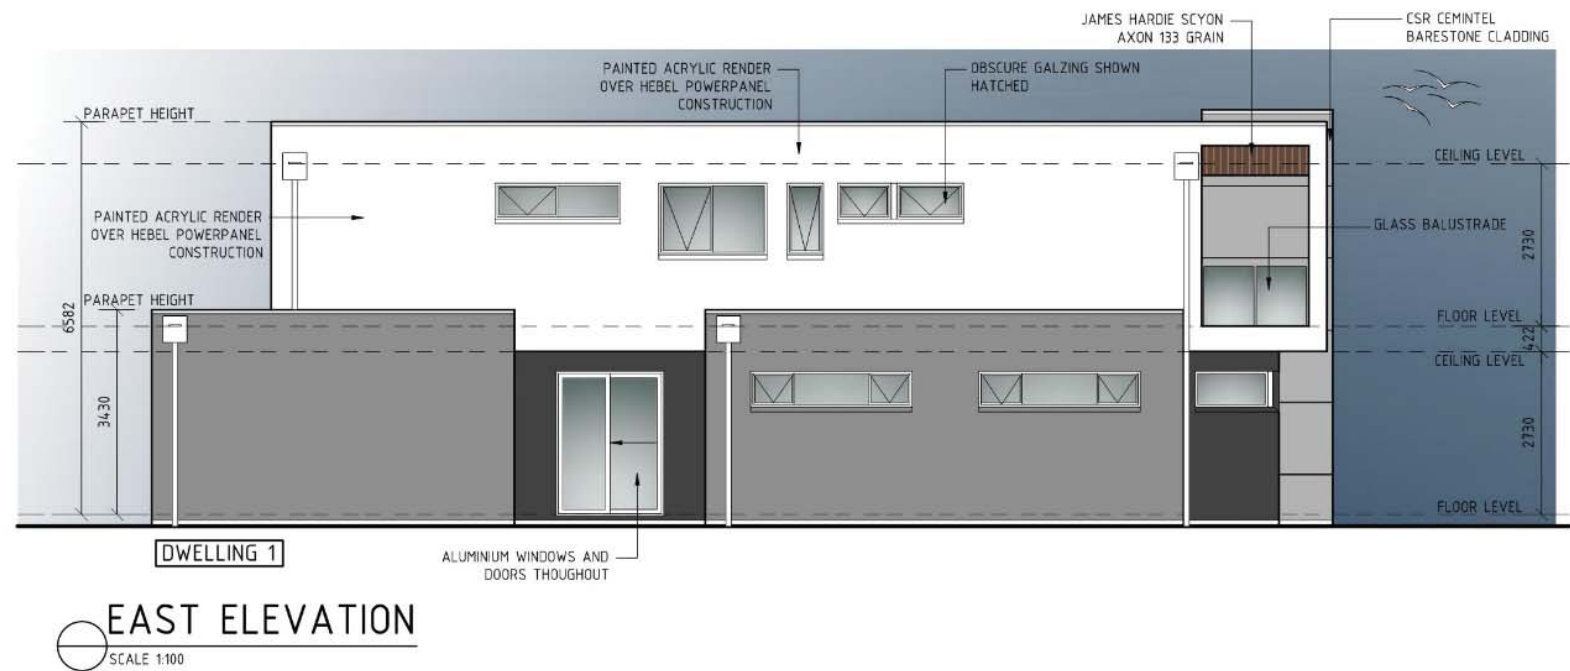 JAMES HARDIE SCYON
AXON 133 GRAIN
CSR CEMINTEL
BARESTONE CLADDING
PAINTED ACRYLIC RENDER
OVER HEBEL POWERPANEL
CONSTRUCTION
OBSCURE GALZING SHOWN
HATCHED
PARAPET HEIGHT
CEILING LEVEL
PAINTED ACRYLIC RENDER
OVER HEBEL POWERPANEL
CONSTRUCTION
GLASS BALUSTRADE
2730
PARAPET HEIGHT
6582
FLOOR LEVEL
422
CEILING LEVEL
3430
2730
FLOOR LEVEL
DWELLING 1
ALUMINIUM WINDOWS AND
DOORS THOUGHOUT
EAST ELEVATION
SCALE 1:100